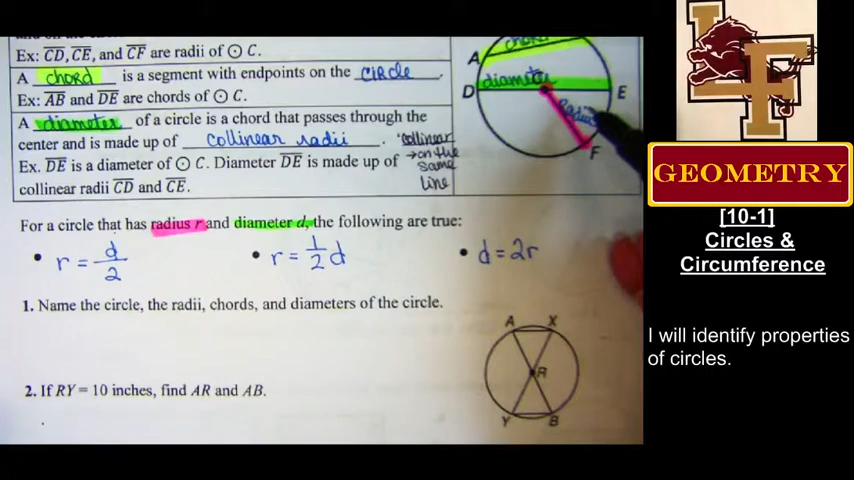 Ex: CD, CE, and CF are radii of ⊙ C.
A chord is a segment with endpoints on the circle.
Ex: AB and DE are chords of ⊙ C.
A diameter of a circle is a chord that passes through the
center and is made up of collinear radii.
Ex. DE is a diameter of ⊙ C. Diameter DE is made up of
collinear radii CD and CE.
*collinear
→on the
same
line
chord
A
diameter
D
E
radius
F
For a circle that has radius r and diameter d, the following are true:
• r = d/2
• r = 1/2 d
• d = 2r
1. Name the circle, the radii, chords, and diameters of the circle.
A X
R
Y B
2. If RY = 10 inches, find AR and AB.
LF
GEOMETRY
[10-1]
Circles &
Circumference
I will identify properties
of circles.